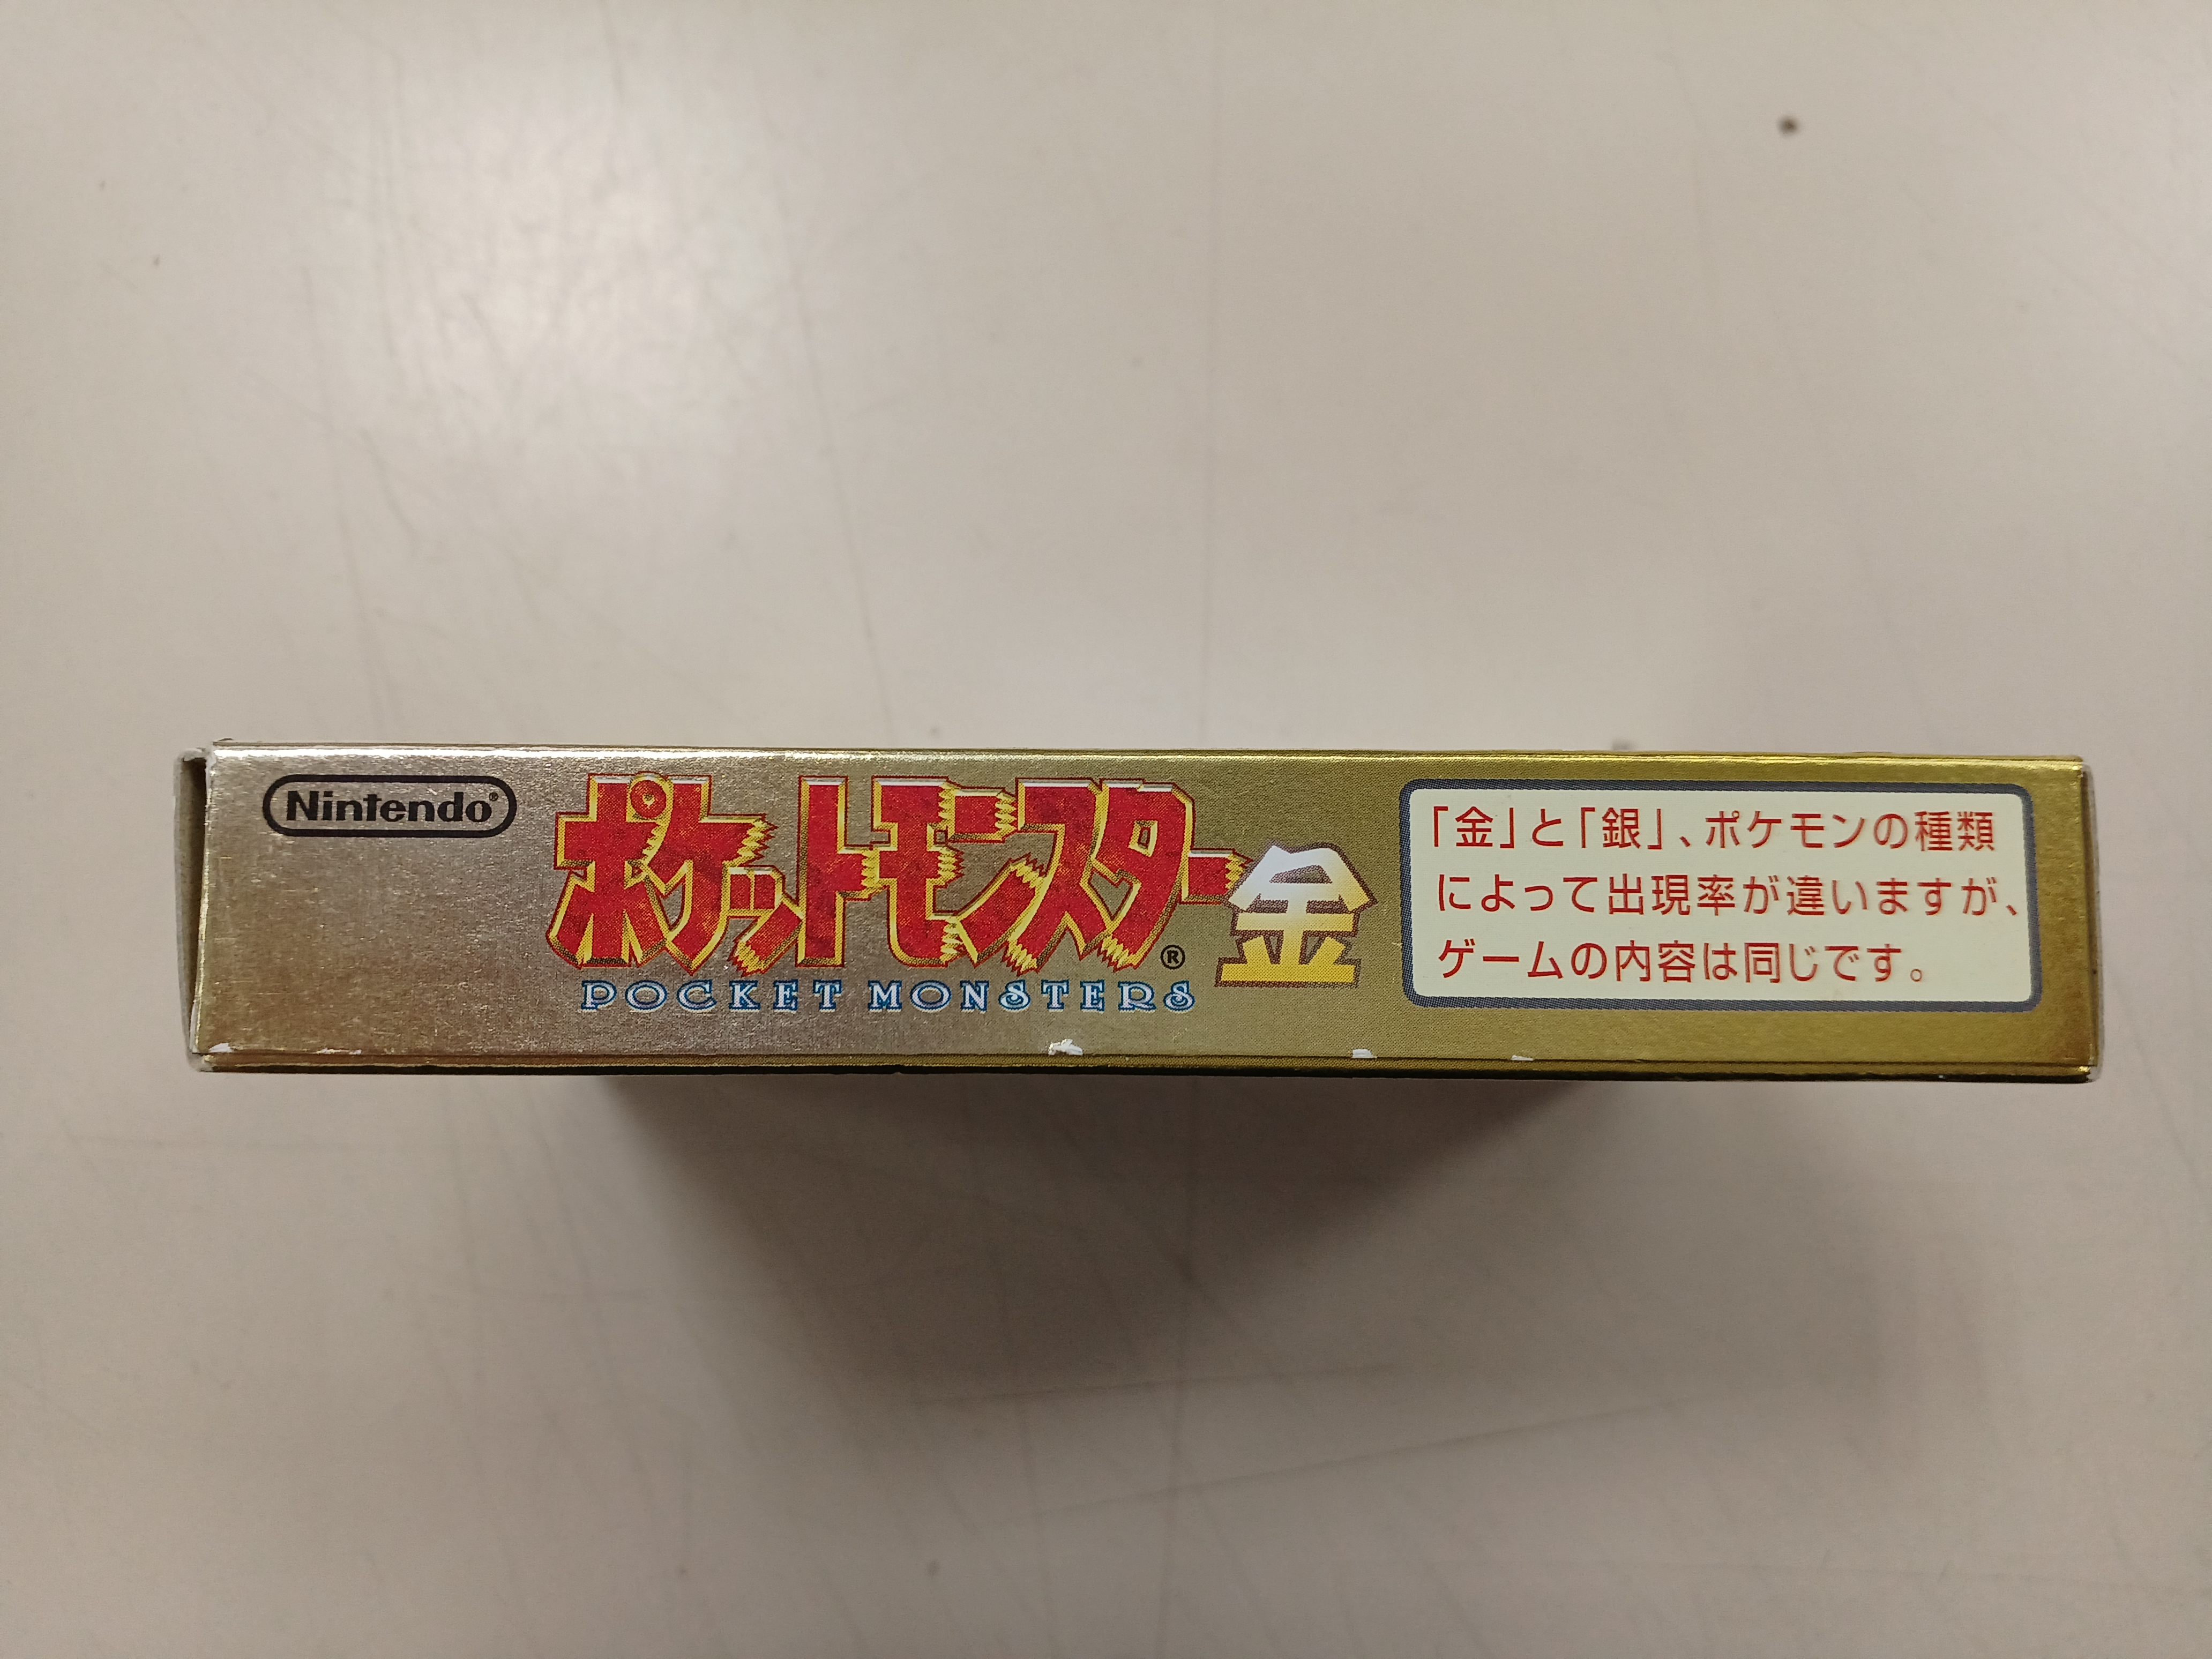 Nintendo®
ポケットモンスター金
®
POCKET MONSTERS
「金」と「銀」、ポケモンの種類
によって出現率が違いますが、
ゲームの内容は同じです。